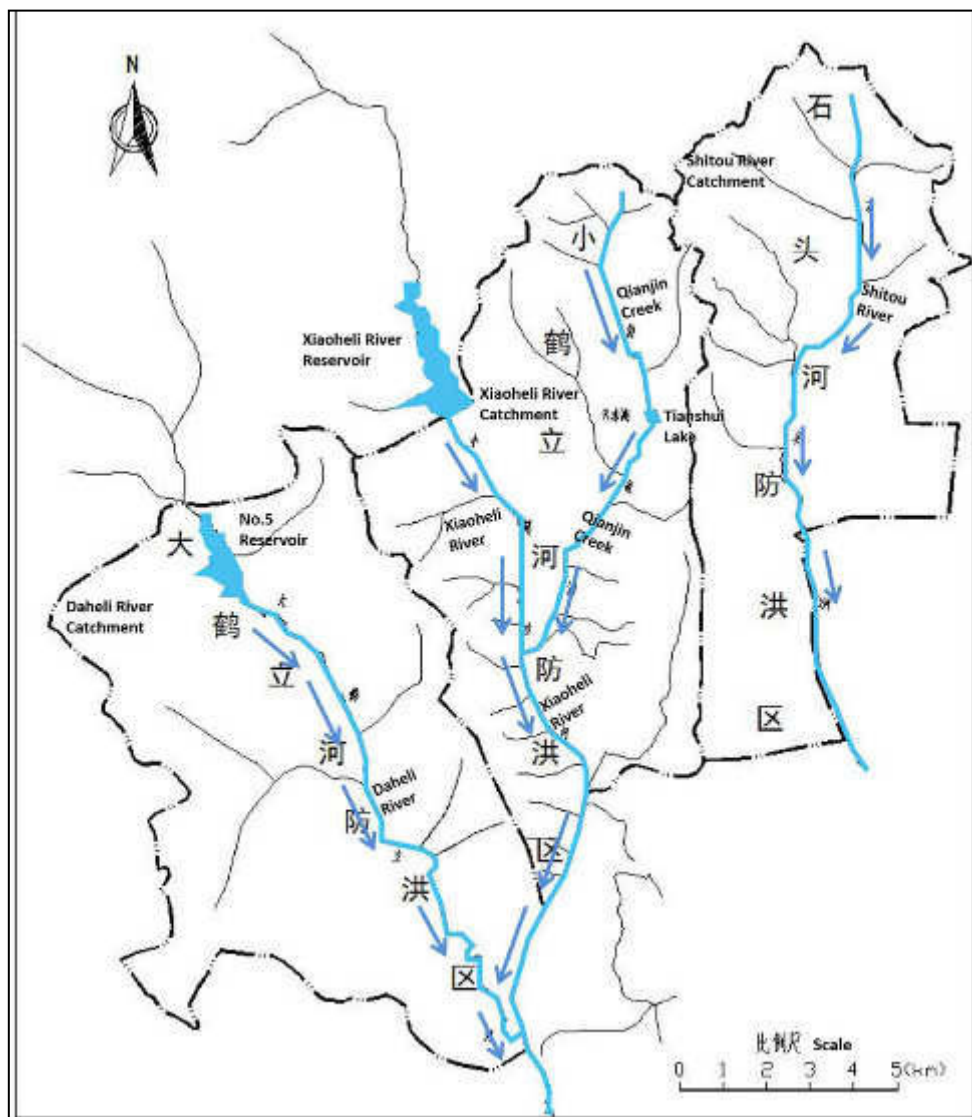 N
石
Shitou River
Catchment
小
头
Qianjin
Creek
Shitou
River
Xiaoheli River
Reservoir
鹤
河
Xiaoheli River
Catchment
Tianshui
Lake
立
防
No.5
Reservoir
Xiaoheli
River
Qianjin
Creek
大
河
Daheli River
Catchment
鹤
洪
立
防
Xiaoheli
River
区
河
洪
Daheli
River
防
区
洪
区
比例尺 Scale
0 1 2 3 4 5(km)